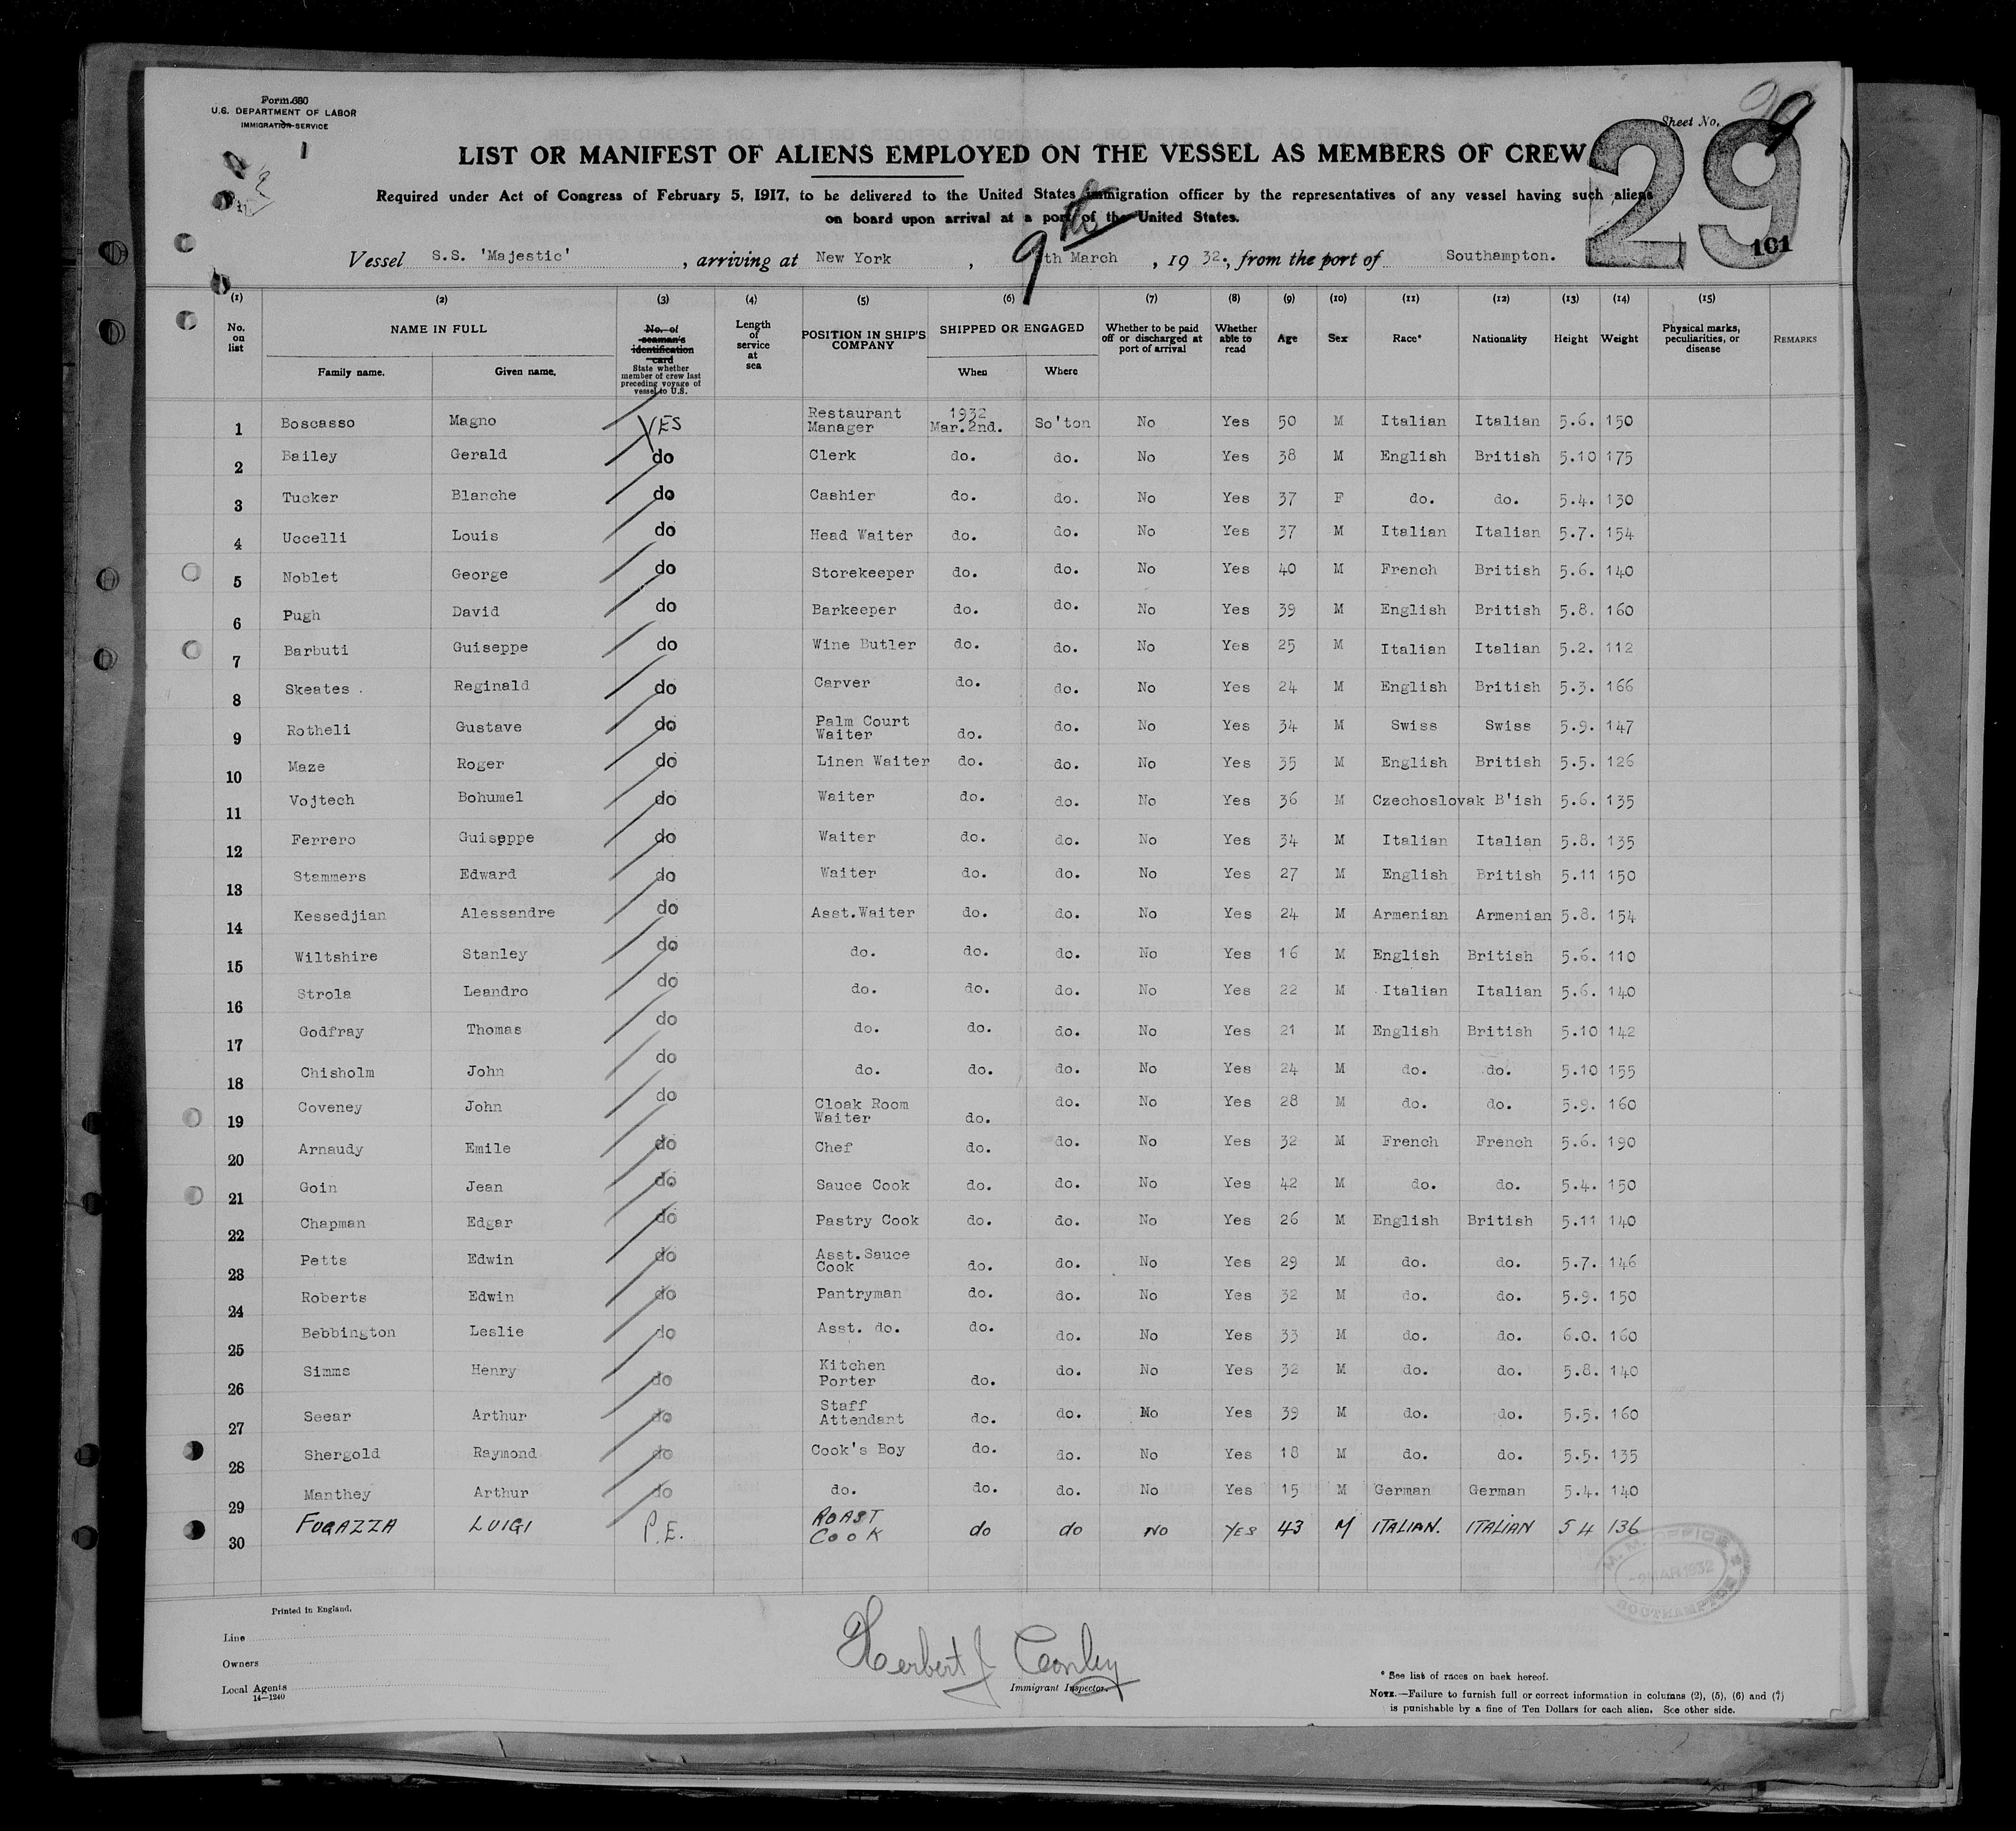 Form 680
U.S. DEPARTMENT OF LABOR
IMMIGRATION SERVICE
Sheet No. 9
29
LIST OR MANIFEST OF ALIENS EMPLOYED ON THE VESSEL AS MEMBERS OF CREW
Required under Act of Congress of February 5, 1917, to be delivered to the United States immigration officer by the representatives of any vessel having such aliens
on board upon arrival at a port of the United States.
101
Vessel S.S. 'Majestic' , arriving at New York , 9th March , 19 32., from the port of Southampton.
(1) (2) (3) (4) (5) (6) (7) (8) (9) (10) (11) (12) (13) (14) (15)
No. on list NAME IN FULL Family name. Given name. No. of seaman's identification card State whether member of crew last preceding voyage of vessel to U.S. Length of service at sea POSITION IN SHIP'S COMPANY SHIPPED OR ENGAGED When Where Whether to be paid off or discharged at port of arrival Whether able to read Age Sex Race* Nationality Height Weight Physical marks, peculiarities, or disease REMARKS
1 Boscasso Magno YES Restaurant Manager 1932 Mar.2nd. So'ton No Yes 50 M Italian Italian 5.6. 150
2 Bailey Gerald do Clerk do. do. No Yes 38 M English British 5.10 175
3 Tucker Blanche do Cashier do. do. No Yes 37 F do. do. 5.4. 130
4 Uccelli Louis do Head Waiter do. do. No Yes 37 M Italian Italian 5.7. 154
5 Noblet George do Storekeeper do. do. No Yes 40 M French British 5.6. 140
6 Pugh David do Barkeeper do. do. No Yes 39 M English British 5.8. 160
7 Barbuti Guiseppe do Wine Butler do. do. No Yes 25 M Italian Italian 5.2. 112
8 Skeates . Reginald do Carver do. do. No Yes 24 M English British 5.3. 166
9 Rotheli Gustave do Palm Court Waiter do. do. No Yes 34 M Swiss Swiss 5.9. 147
10 Maze Roger do Linen Waiter do. do. No Yes 35 M English British 5.5. 126
11 Vojtech Bohumel do Waiter do. do. No Yes 36 M Czechoslovak B'ish 5.6. 135
12 Ferrero Guiseppe do Waiter do. do. No Yes 34 M Italian Italian 5.8. 135
13 Stammers Edward do Waiter do. do. No Yes 27 M English British 5.11 150
14 Kessedjian Alessandre do Asst.Waiter do. do. No Yes 24 M Armenian Armenian 5.8. 154
15 Wiltshire Stanley do do. do. do. No Yes 16 M English British 5.6. 110
16 Strola Leandro do do. do. do. No Yes 22 M Italian Italian 5.6. 140
17 Godfray Thomas do do. do. do. No Yes 21 M English British 5.10 142
18 Chisholm John do do. do. do. No Yes 24 M do. do. 5.10 155
19 Coveney John do Cloak Room Waiter do. do. No Yes 28 M do. do. 5.9. 160
20 Arnaudy Emile do Chef do. do. No Yes 32 M French French 5.6. 190
21 Goin Jean do Sauce Cook do. do. No Yes 42 M do. do. 5.4. 150
22 Chapman Edgar do Pastry Cook do. do. No Yes 26 M English British 5.11 140
23 Petts Edwin do Asst.Sauce Cook do. do. No Yes 29 M do. do. 5.7. 146
24 Roberts Edwin do Pantryman do. do. No Yes 32 M do. do. 5.9. 150
25 Bebbington Leslie do Asst. do. do. do. No Yes 33 M do. do. 6.0. 160
26 Simms Henry do Kitchen Porter do. do. No Yes 32 M do. do. 5.8. 140
27 Seear Arthur do Staff Attendant do. do. No Yes 39 M do. do. 5.5. 160
28 Shergold Raymond do Cook's Boy do. do. No Yes 18 M do. do. 5.5. 135
29 Manthey Arthur do do. do. do. No Yes 15 M German German 5.4. 140
30 FUGAZZA LUIGI P.E. ROAST COOK do do NO YES 43 M ITALIAN. ITALIAN 5 4 136
M. M. OFFICE
-9 MAR 1932
SOUTHAMPTON
Printed in England.
Line
Owners
Local Agents
14—1240
Herbert J Conley
Immigrant Inspector.
* See list of races on back hereof.
NOTE.—Failure to furnish full or correct information in columns (2), (5), (6) and (7)
is punishable by a fine of Ten Dollars for each alien. See other side.